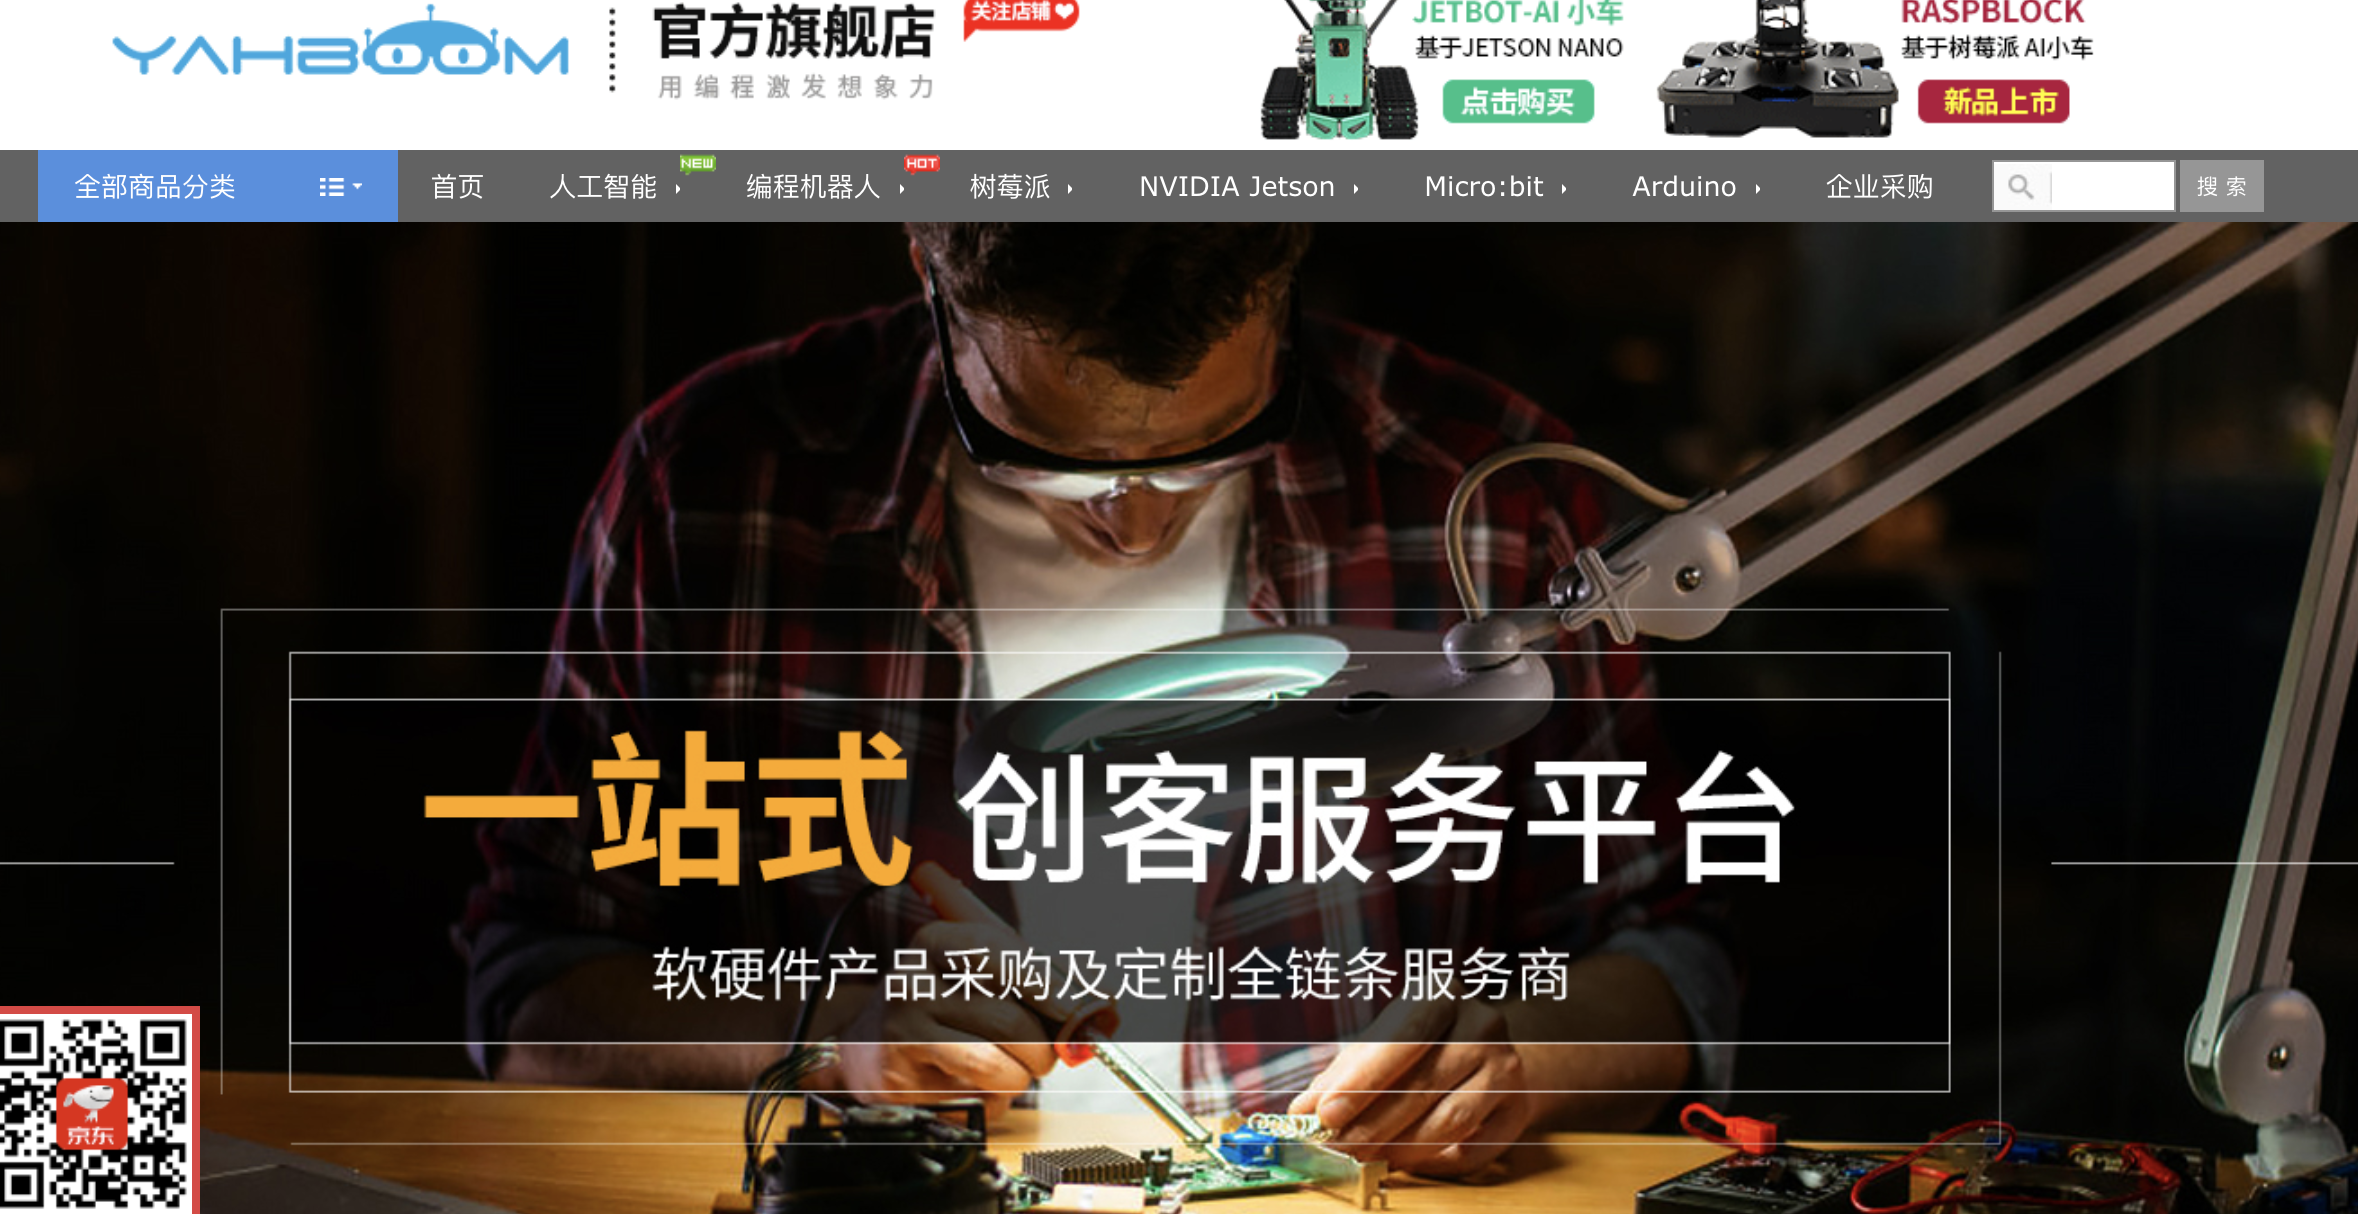 YAHBOOM
官方旗舰店
用编程激发想象力
关注店铺
JETBOT-AI 小车
基于JETSON NANO
点击购买
RASPBLOCK
基于树莓派 AI小车
新品上市
全部商品分类
首页
人工智能
NEW
编程机器人
HOT
树莓派
NVIDIA Jetson
Micro:bit
Arduino
企业采购
搜 索
一站式 创客服务平台
软硬件产品采购及定制全链条服务商
京东